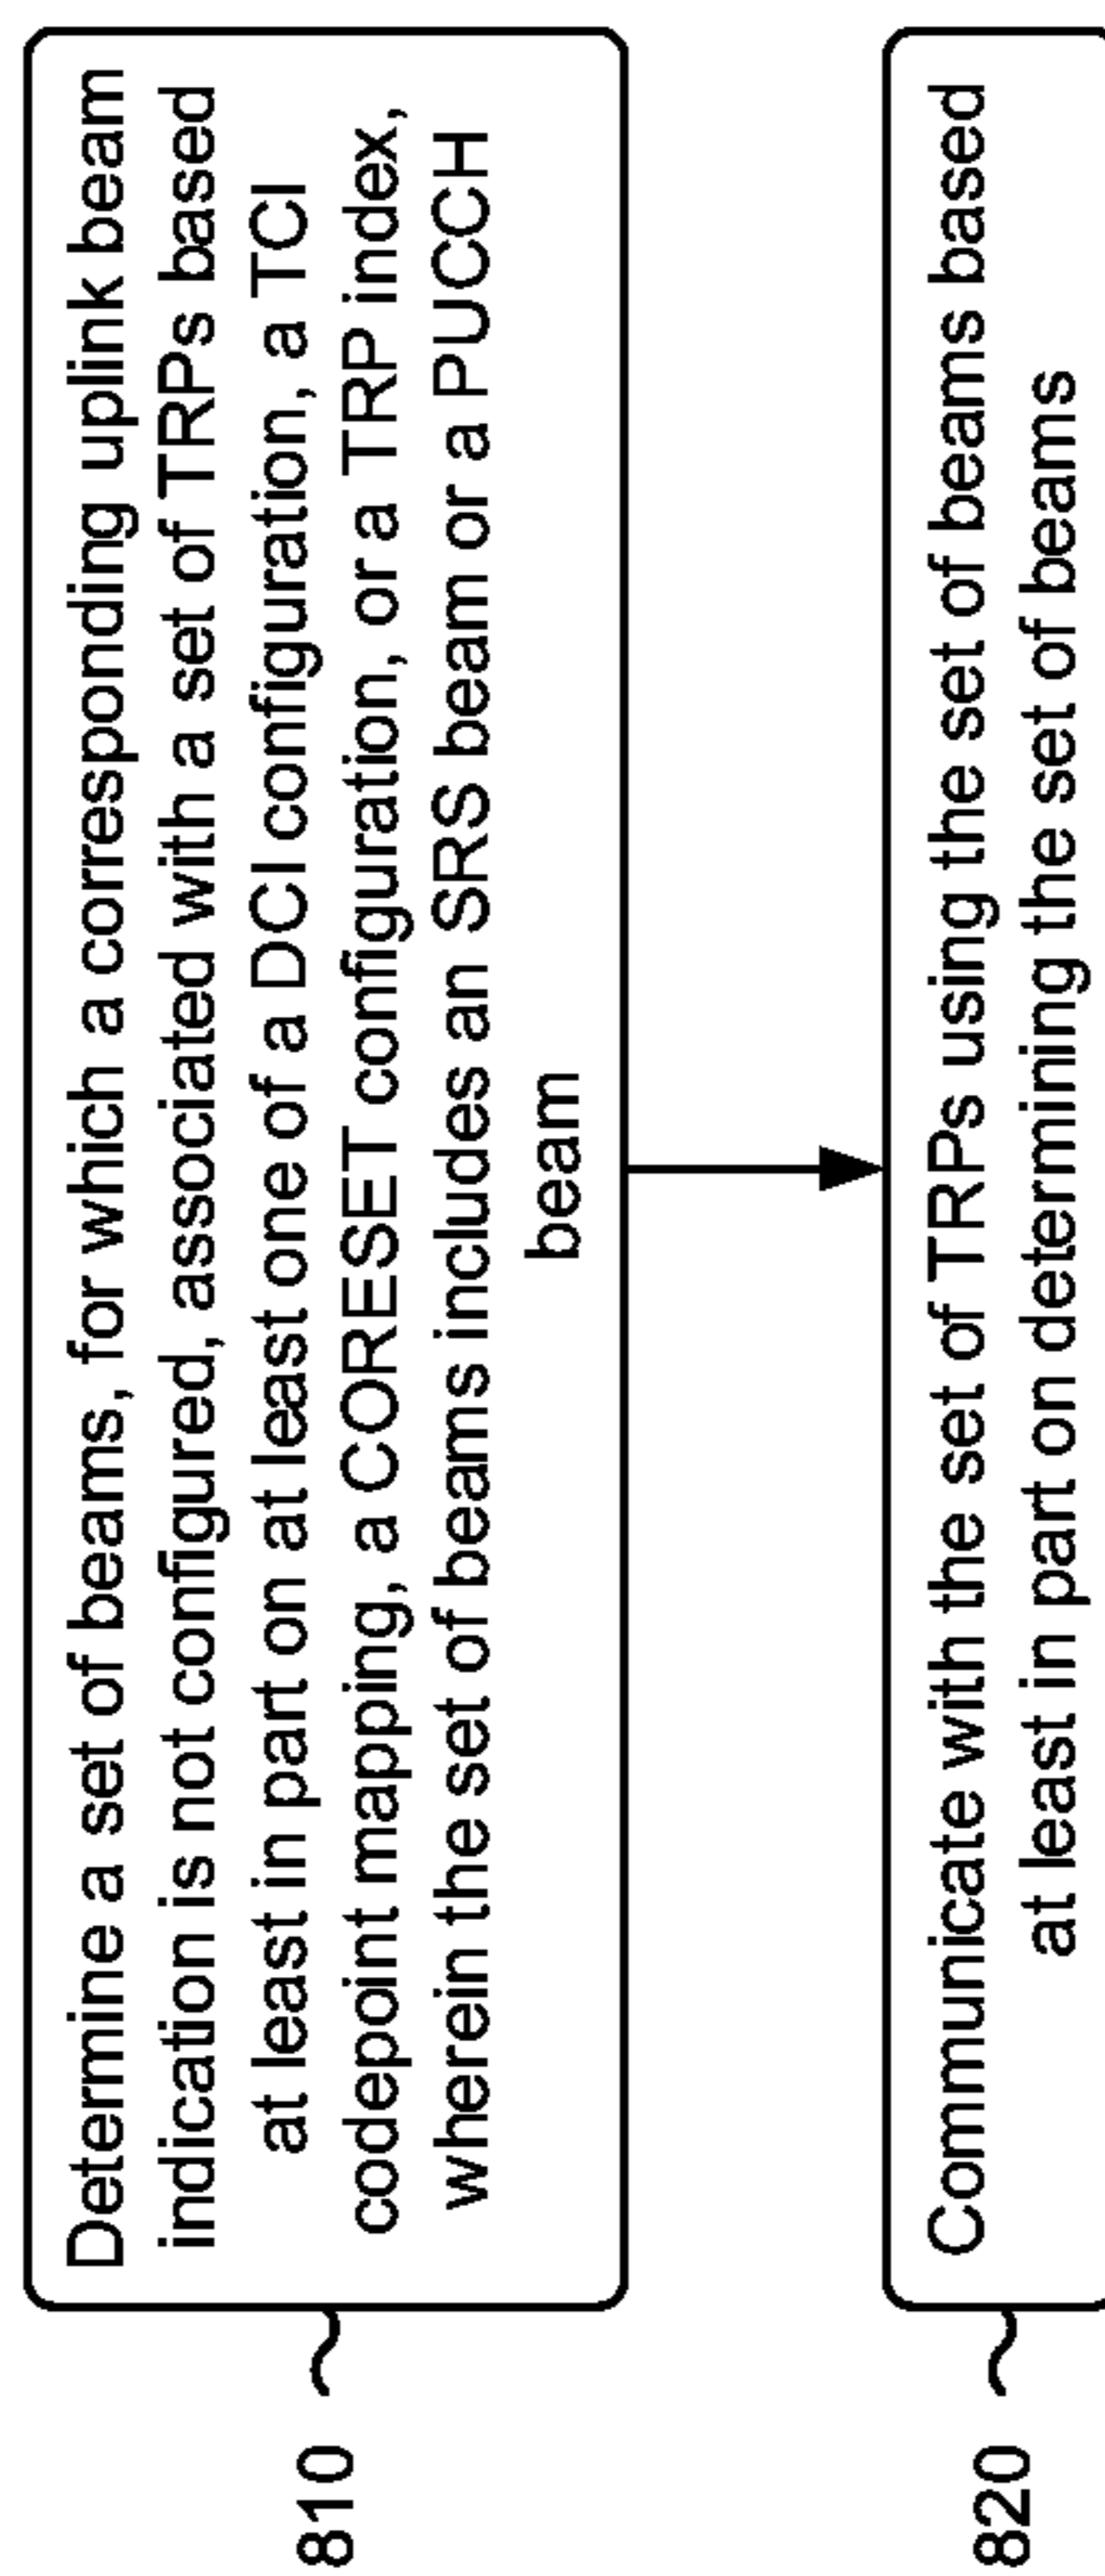 810
Determine a set of beams, for which a corresponding uplink beam
indication is not configured, associated with a set of TRPs based
at least in part on at least one of a DCI configuration, a TCI
codepoint mapping, a CORESET configuration, or a TRP index,
wherein the set of beams includes an SRS beam or a PUCCH
beam
820
Communicate with the set of TRPs using the set of beams based
at least in part on determining the set of beams